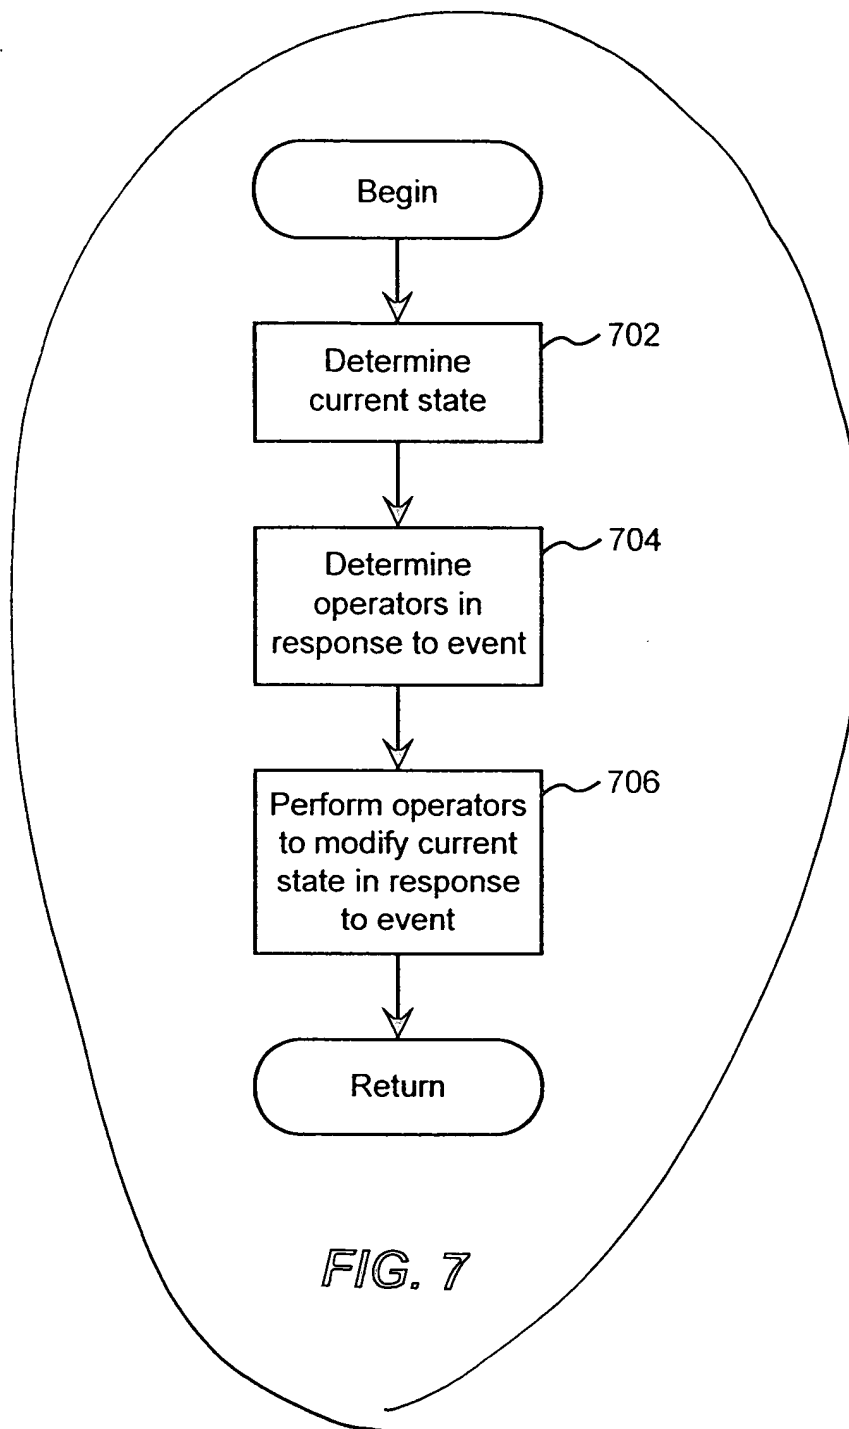 Begin
Determine
current state
702
Determine
operators in
response to event
704
Perform operators
to modify current
state in response
to event
706
Return
FIG. 7